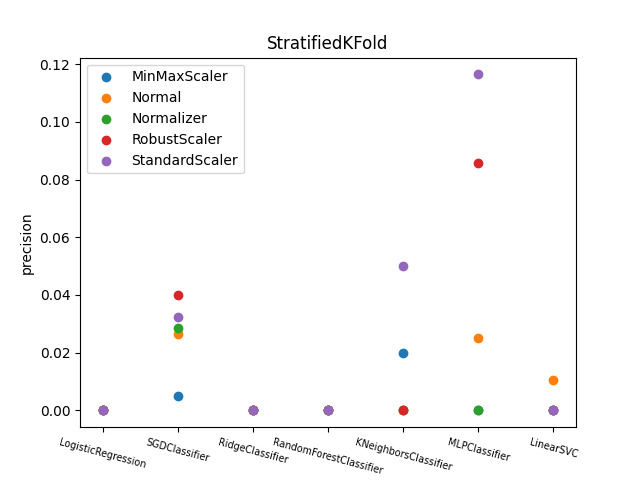 StratifiedKFold
precision
0.12
0.10
0.08
0.06
0.04
0.02
0.00
MinMaxScaler
Normal
Normalizer
RobustScaler
StandardScaler
LogisticRegression
SGDClassifier
RidgeClassifier
RandomForestClassifier
KNeighborsClassifier
MLPClassifier
LinearSVC